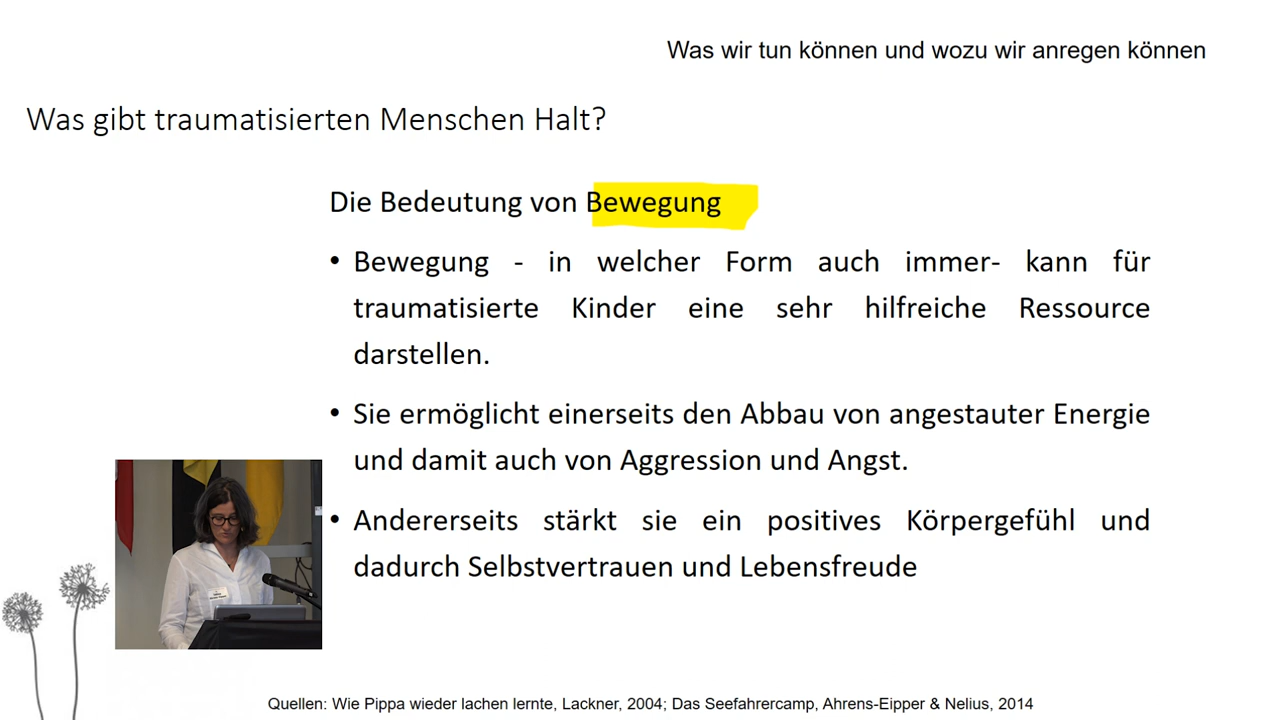 Was wir tun können und wozu wir anregen können
Was gibt traumatisierten Menschen Halt?
Die Bedeutung von Bewegung
• Bewegung - in welcher Form auch immer- kann für
traumatisierte Kinder eine sehr hilfreiche Ressource
darstellen.
• Sie ermöglicht einerseits den Abbau von angestauter Energie
und damit auch von Aggression und Angst.
• Andererseits stärkt sie ein positives Körpergefühl und
dadurch Selbstvertrauen und Lebensfreude
Quellen: Wie Pippa wieder lachen lernte, Lackner, 2004; Das Seefahrercamp, Ahrens-Eipper & Nelius, 2014